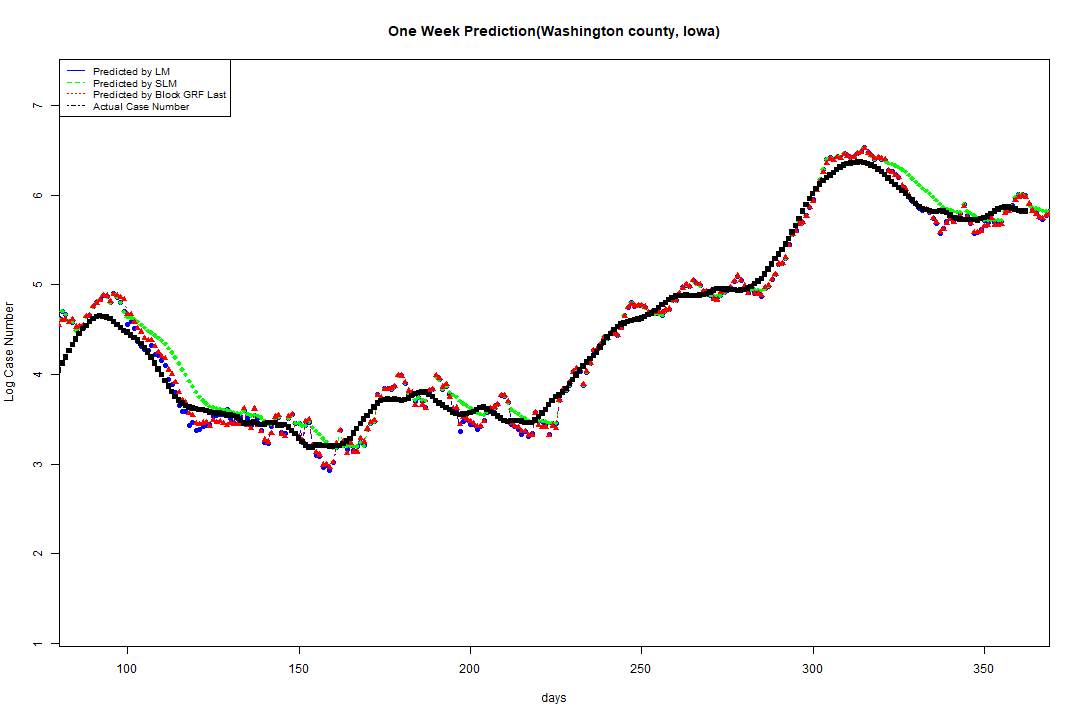 One Week Prediction(Washington county, Iowa)
Predicted by LM
Predicted by SLM
Predicted by Block GRF Last
Actual Case Number
Log Case Number
7
6
5
4
3
2
1
100 150 200 250 300 350
days